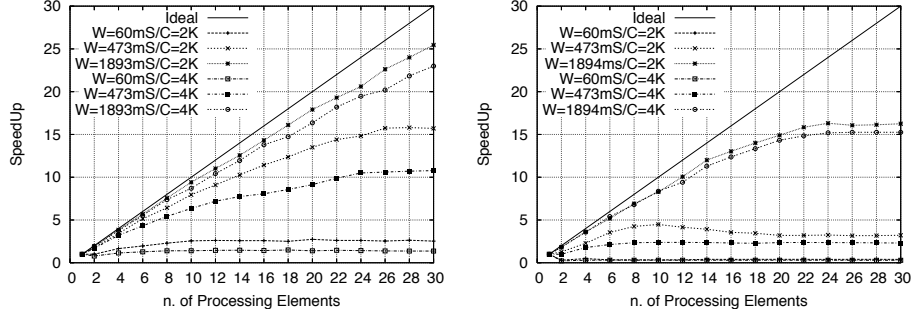 30
25
20
15
10
5
0
SpeedUp
Ideal
W=60mS/C=2K
W=473mS/C=2K
W=1893mS/C=2K
W=60mS/C=4K
W=473mS/C=4K
W=1893mS/C=4K
0 2 4 6 8 10 12 14 16 18 20 22 24 26 28 30
n. of Processing Elements
30
25
20
15
10
5
0
SpeedUp
Ideal
W=60mS/C=2K
W=473mS/C=2K
W=1894ms/C=2K
W=60mS/C=4K
W=473mS/C=4K
W=1894mS/C=4K
0 2 4 6 8 10 12 14 16 18 20 22 24 26 28 30
n. of Processing Elements